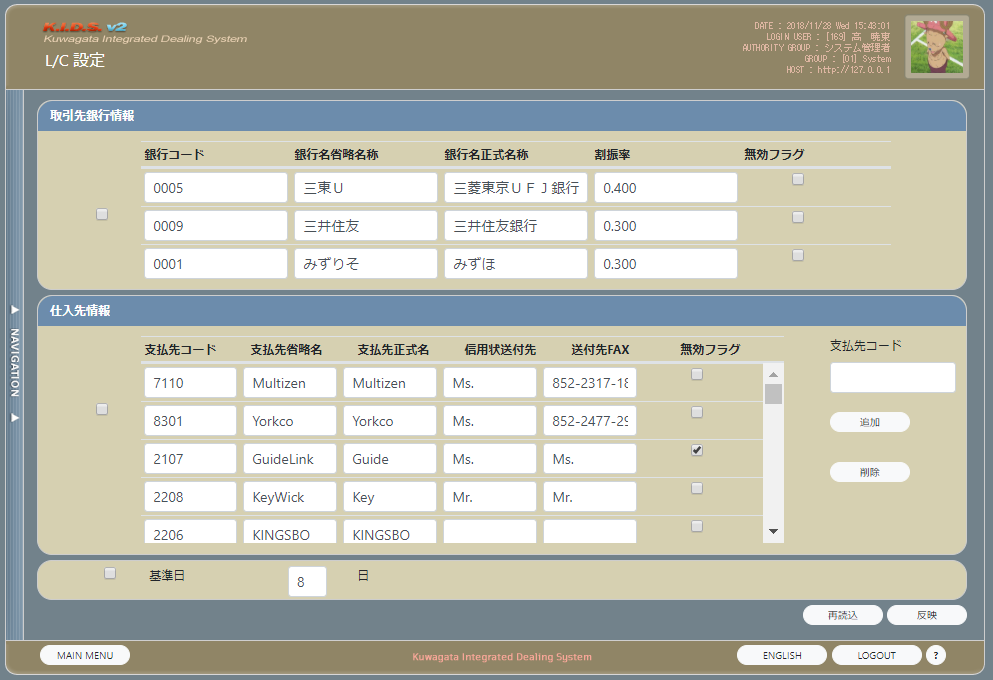 K.I.D.S. v2
Kuwagata Integrated Dealing System
L/C 設定
DATE : 2018/11/28 Wed 15:43:01
LOGIN USER : [169] 高 暁東
AUTHORITY GROUP : システム管理者
GROUP : [01] System
HOST : http://127.0.0.1
NAVIGATION
取引先銀行情報
銀行コード 銀行名省略名称 銀行名正式名称 割振率 無効フラグ
0005 三東Ｕ 三菱東京ＵＦＪ銀行 0.400
0009 三井住友 三井住友銀行 0.300
0001 みずりそ みずほ 0.300
仕入先情報
支払先コード 支払先省略名 支払先正式名 信用状送付先 送付先FAX 無効フラグ
7110 Multizen Multizen Ms. 852-2317-18
8301 Yorkco Yorkco Ms. 852-2477-29
2107 GuideLink Guide Ms. Ms.
2208 KeyWick Key Mr. Mr.
2206 KINGSBO KINGSBO
支払先コード
追加
削除
基準日 8 日
再読込 反映
MAIN MENU Kuwagata Integrated Dealing System ENGLISH LOGOUT ?